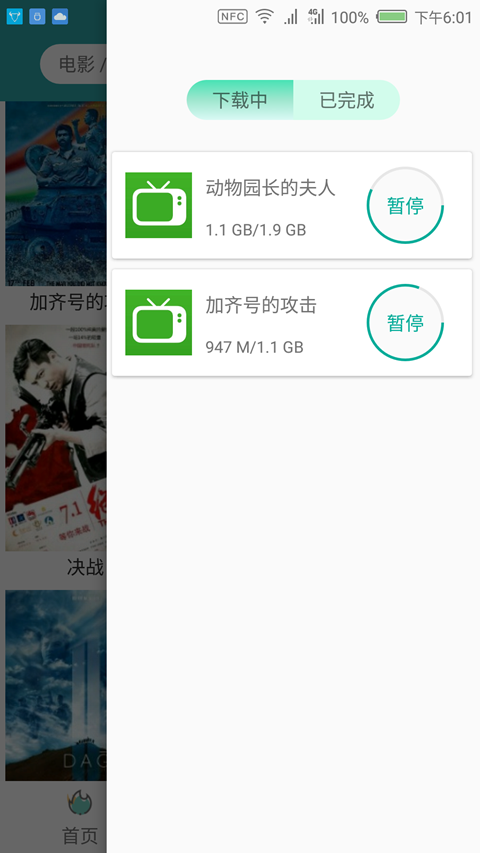 NFC 4G 100% 下午6:01
电影 /
下载中 已完成
动物园长的夫人
1.1 GB/1.9 GB
暂停
加齐号的攻击
947 M/1.1 GB
暂停
加齐号的
7.1
决战
DAG
首页